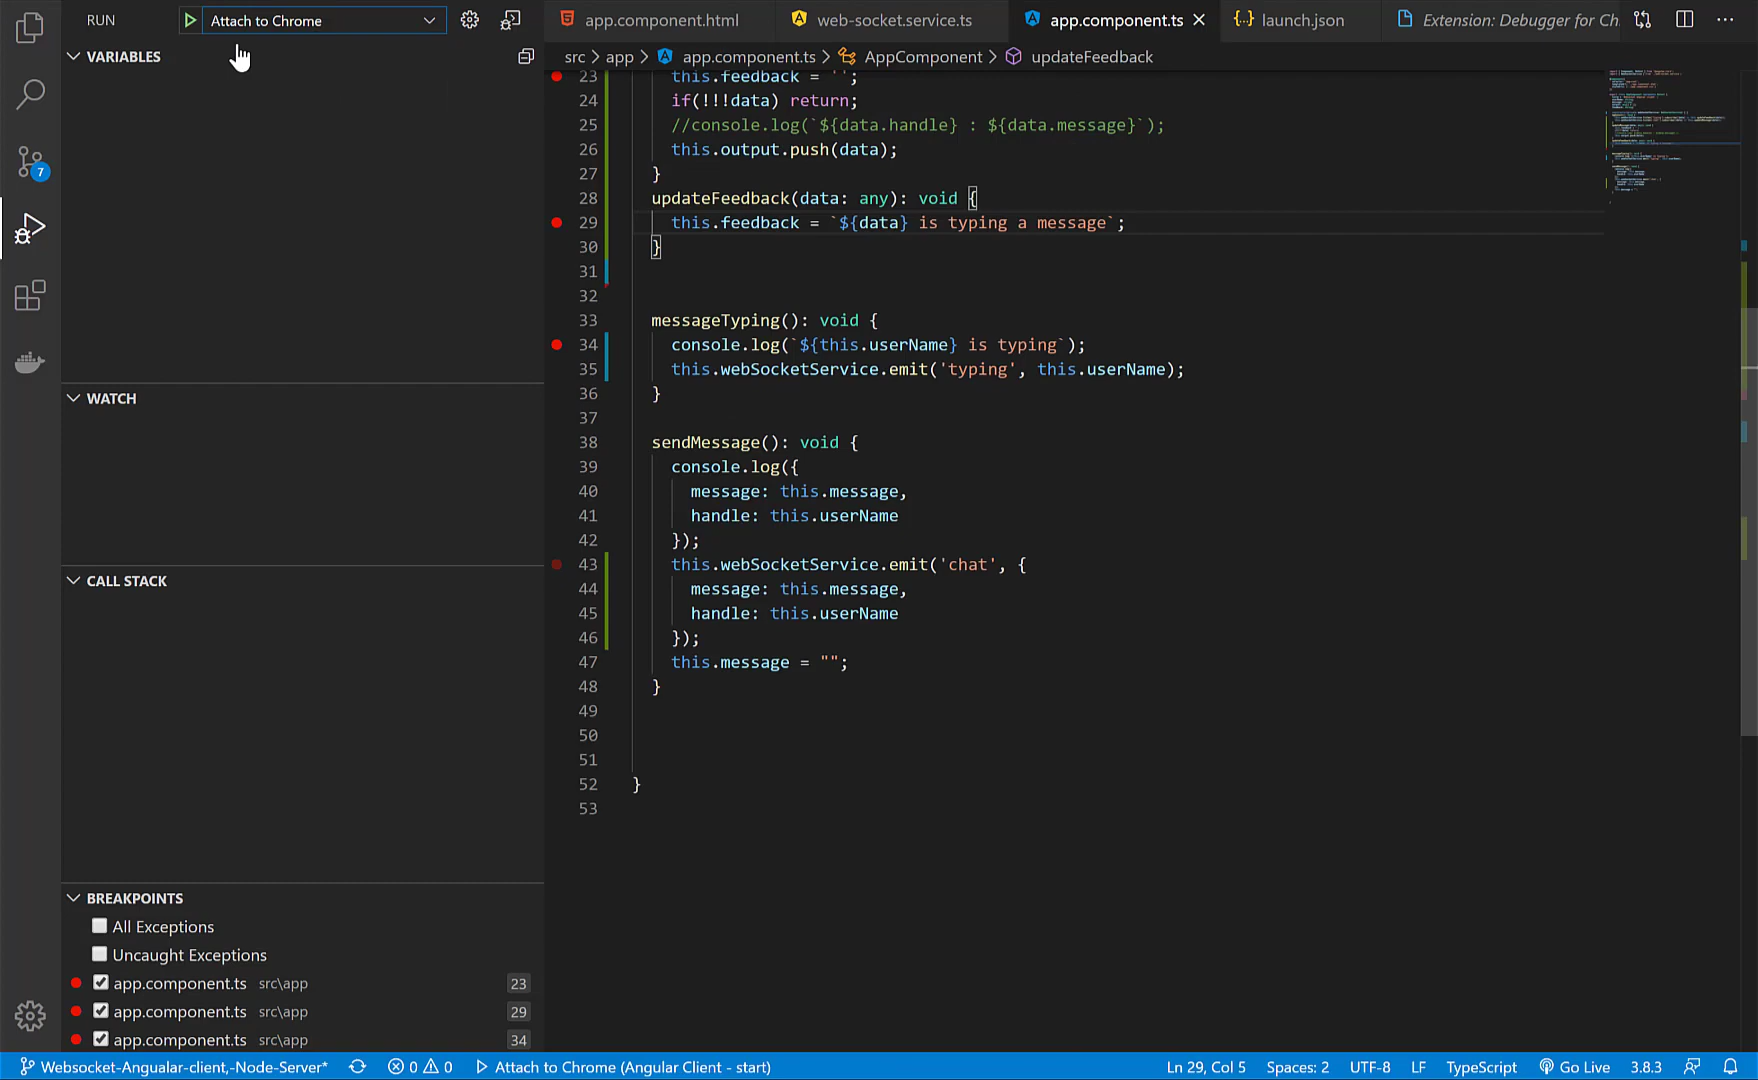 RUN
Attach to Chrome
app.component.html
web-socket.service.ts
app.component.ts
launch.json
Extension: Debugger for Ch
VARIABLES
src > app > app.component.ts > AppComponent > updateFeedback
23 this.feedback = '';
24 if(!!!data) return;
25 //console.log(`${data.handle} : ${data.message}`);
26 this.output.push(data);
27 }
28 updateFeedback(data: any): void {
29 this.feedback = `${data} is typing a message`;
30 }
31
32
33 messageTyping(): void {
34 console.log(`${this.userName} is typing`);
35 this.webSocketService.emit('typing', this.userName);
36 }
37
38 sendMessage(): void {
39 console.log({
40 message: this.message,
41 handle: this.userName
42 });
43 this.webSocketService.emit('chat', {
44 message: this.message,
45 handle: this.userName
46 });
47 this.message = "";
48 }
49
50
51
52 }
53
7
WATCH
CALL STACK
BREAKPOINTS
All Exceptions
Uncaught Exceptions
app.component.ts src\app 23
app.component.ts src\app 29
app.component.ts src\app 34
Websocket-Angualar-client,-Node-Server*
0 0
Attach to Chrome (Angular Client - start)
Ln 29, Col 5
Spaces: 2
UTF-8
LF
TypeScript
Go Live
3.8.3